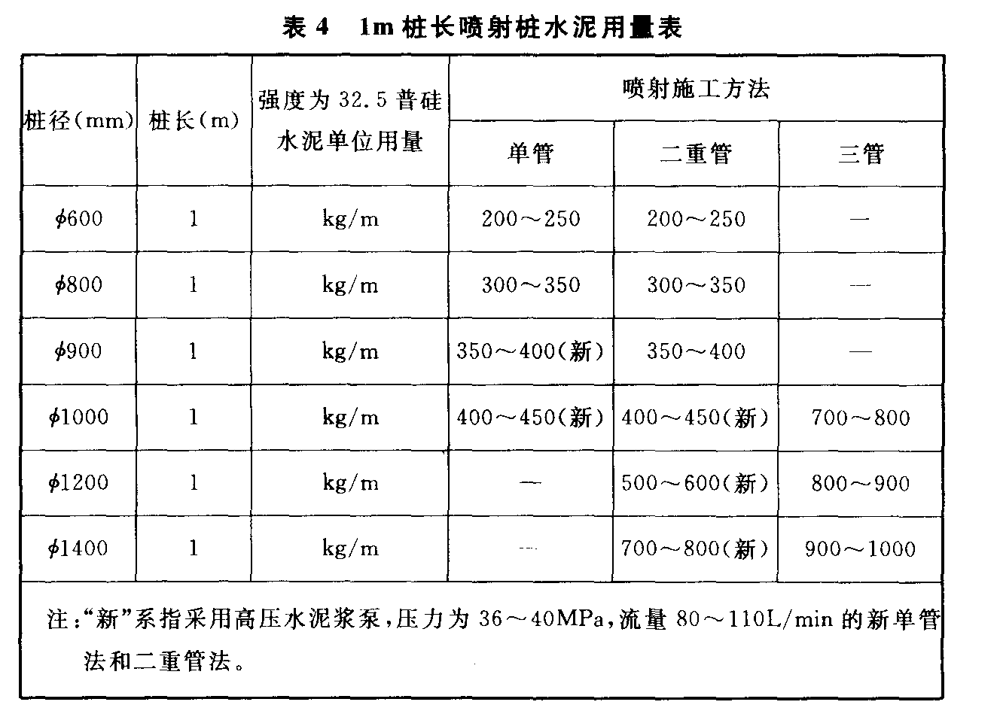 表 4 1m 桩长喷射桩水泥用量表
桩径(mm) 桩长(m) 强度为 32.5 普硅 喷射施工方法
水泥单位用量 单管 二重管 三管
ϕ600 1 kg/m 200～250 200～250 —
ϕ800 1 kg/m 300～350 300～350 —
ϕ900 1 kg/m 350～400(新) 350～400 —
ϕ1000 1 kg/m 400～450(新) 400～450(新) 700～800
ϕ1200 1 kg/m — 500～600(新) 800～900
ϕ1400 1 kg/m — 700～800(新) 900～1000
注:“新”系指采用高压水泥浆泵,压力为 36～40MPa,流量 80～110L/min 的新单管
法和二重管法。